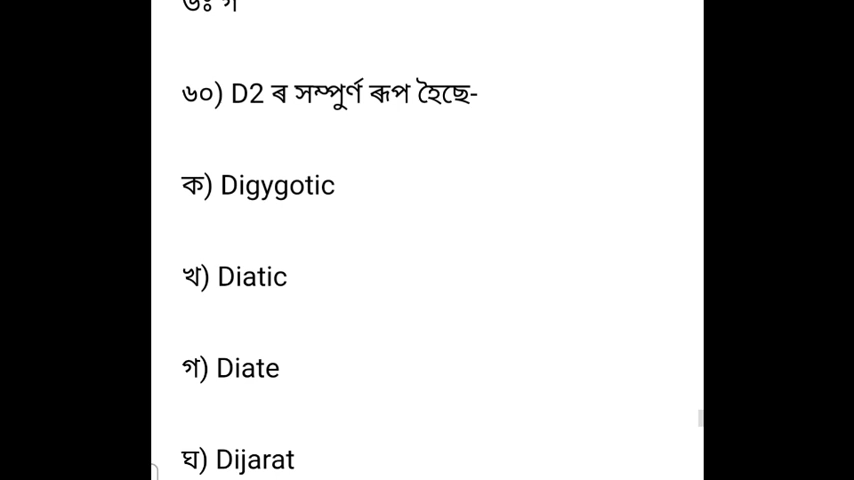 উঃ গ
৬০) D2 ৰ সম্পুৰ্ণ ৰূপ হৈছে-
ক) Digygotic
খ) Diatic
গ) Diate
ঘ) Dijarat